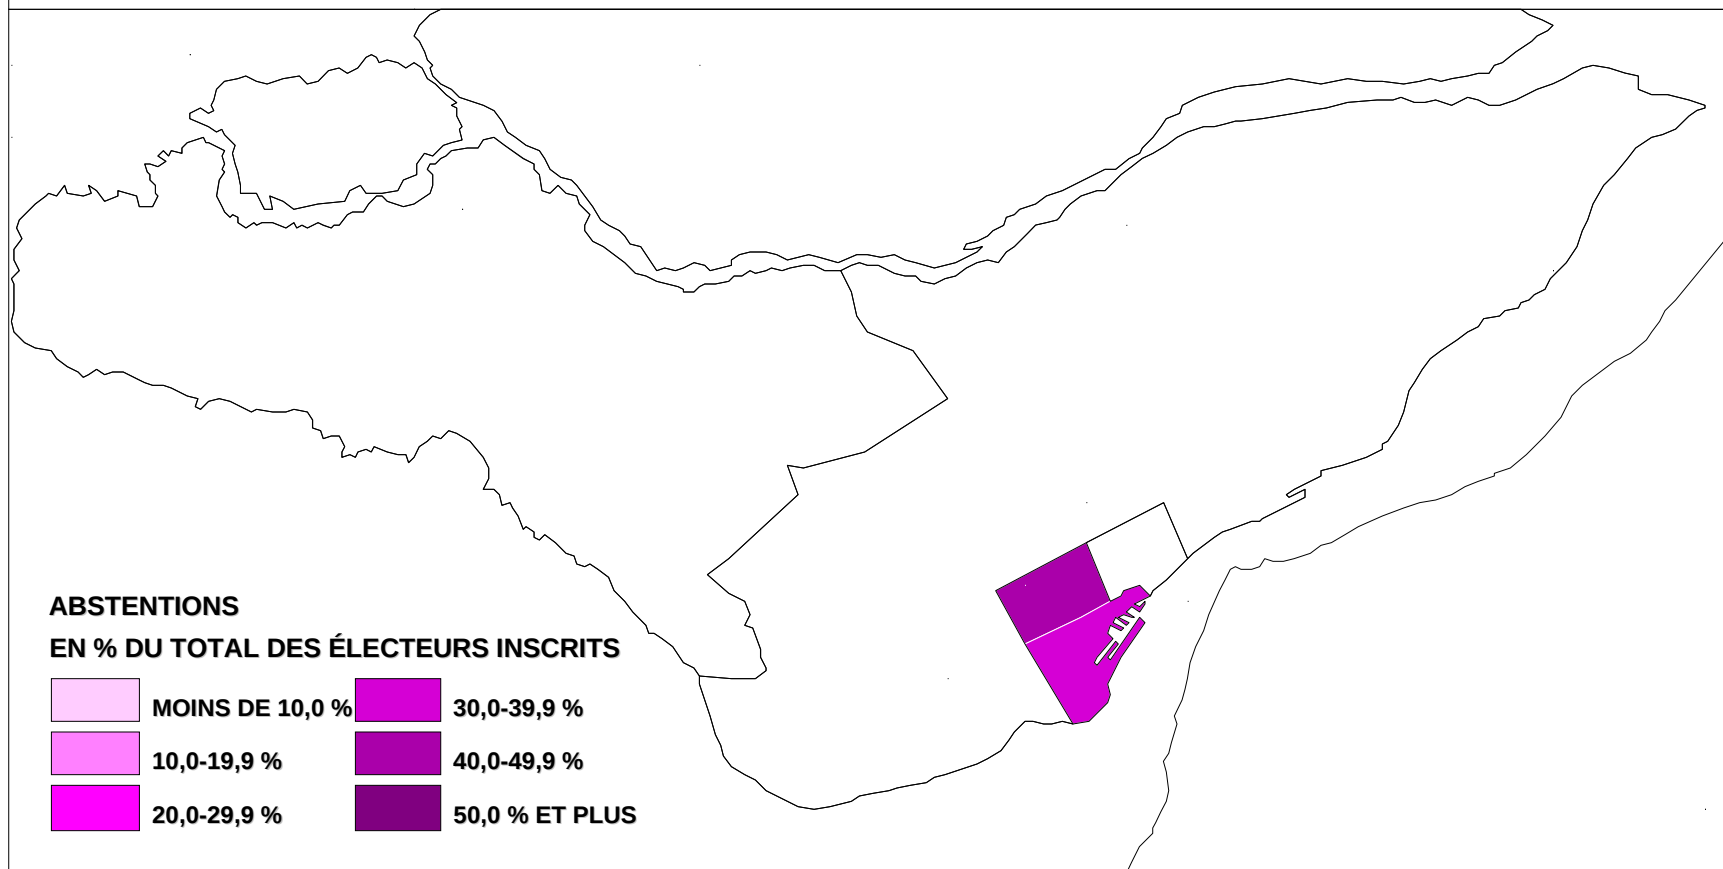 ABSTENTIONS
EN % DU TOTAL DES ÉLECTEURS INSCRITS
MOINS DE 10,0 %
10,0-19,9 %
20,0-29,9 %
30,0-39,9 %
40,0-49,9 %
50,0 % ET PLUS